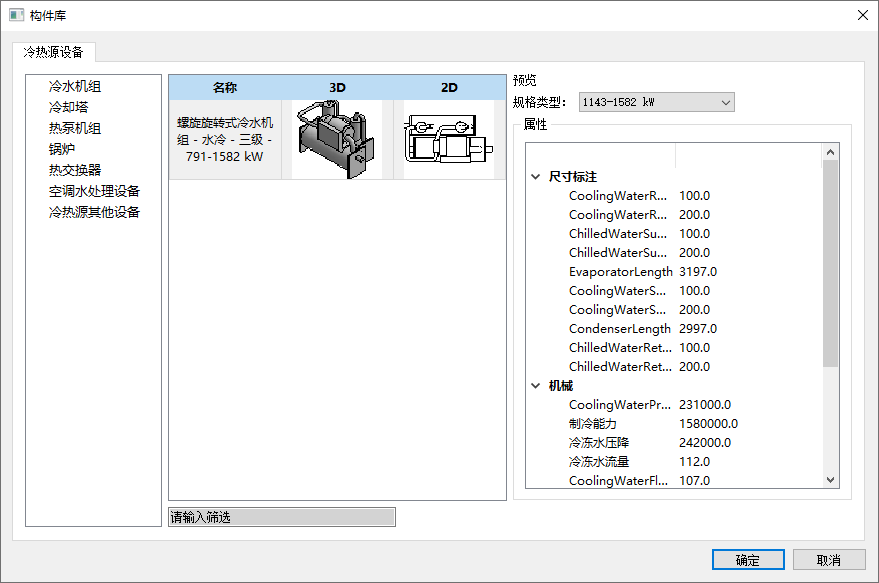 构件库
冷热源设备
冷水机组
冷却塔
热泵机组
锅炉
热交换器
空调水处理设备
冷热源其他设备
名称 3D 2D
螺旋旋转式冷水机
组 - 水冷 - 三级 -
791-1582 kW
请输入筛选
预览
规格类型： 1143-1582 kW
属性
尺寸标注
CoolingWaterR... 100.0
CoolingWaterR... 200.0
ChilledWaterSu... 100.0
ChilledWaterSu... 200.0
EvaporatorLength 3197.0
CoolingWaterS... 100.0
CoolingWaterS... 200.0
CondenserLength 2997.0
ChilledWaterRet... 100.0
ChilledWaterRet... 200.0
机械
CoolingWaterPr... 231000.0
制冷能力 1580000.0
冷冻水压降 242000.0
冷冻水流量 112.0
CoolingWaterFl... 107.0
确定 取消